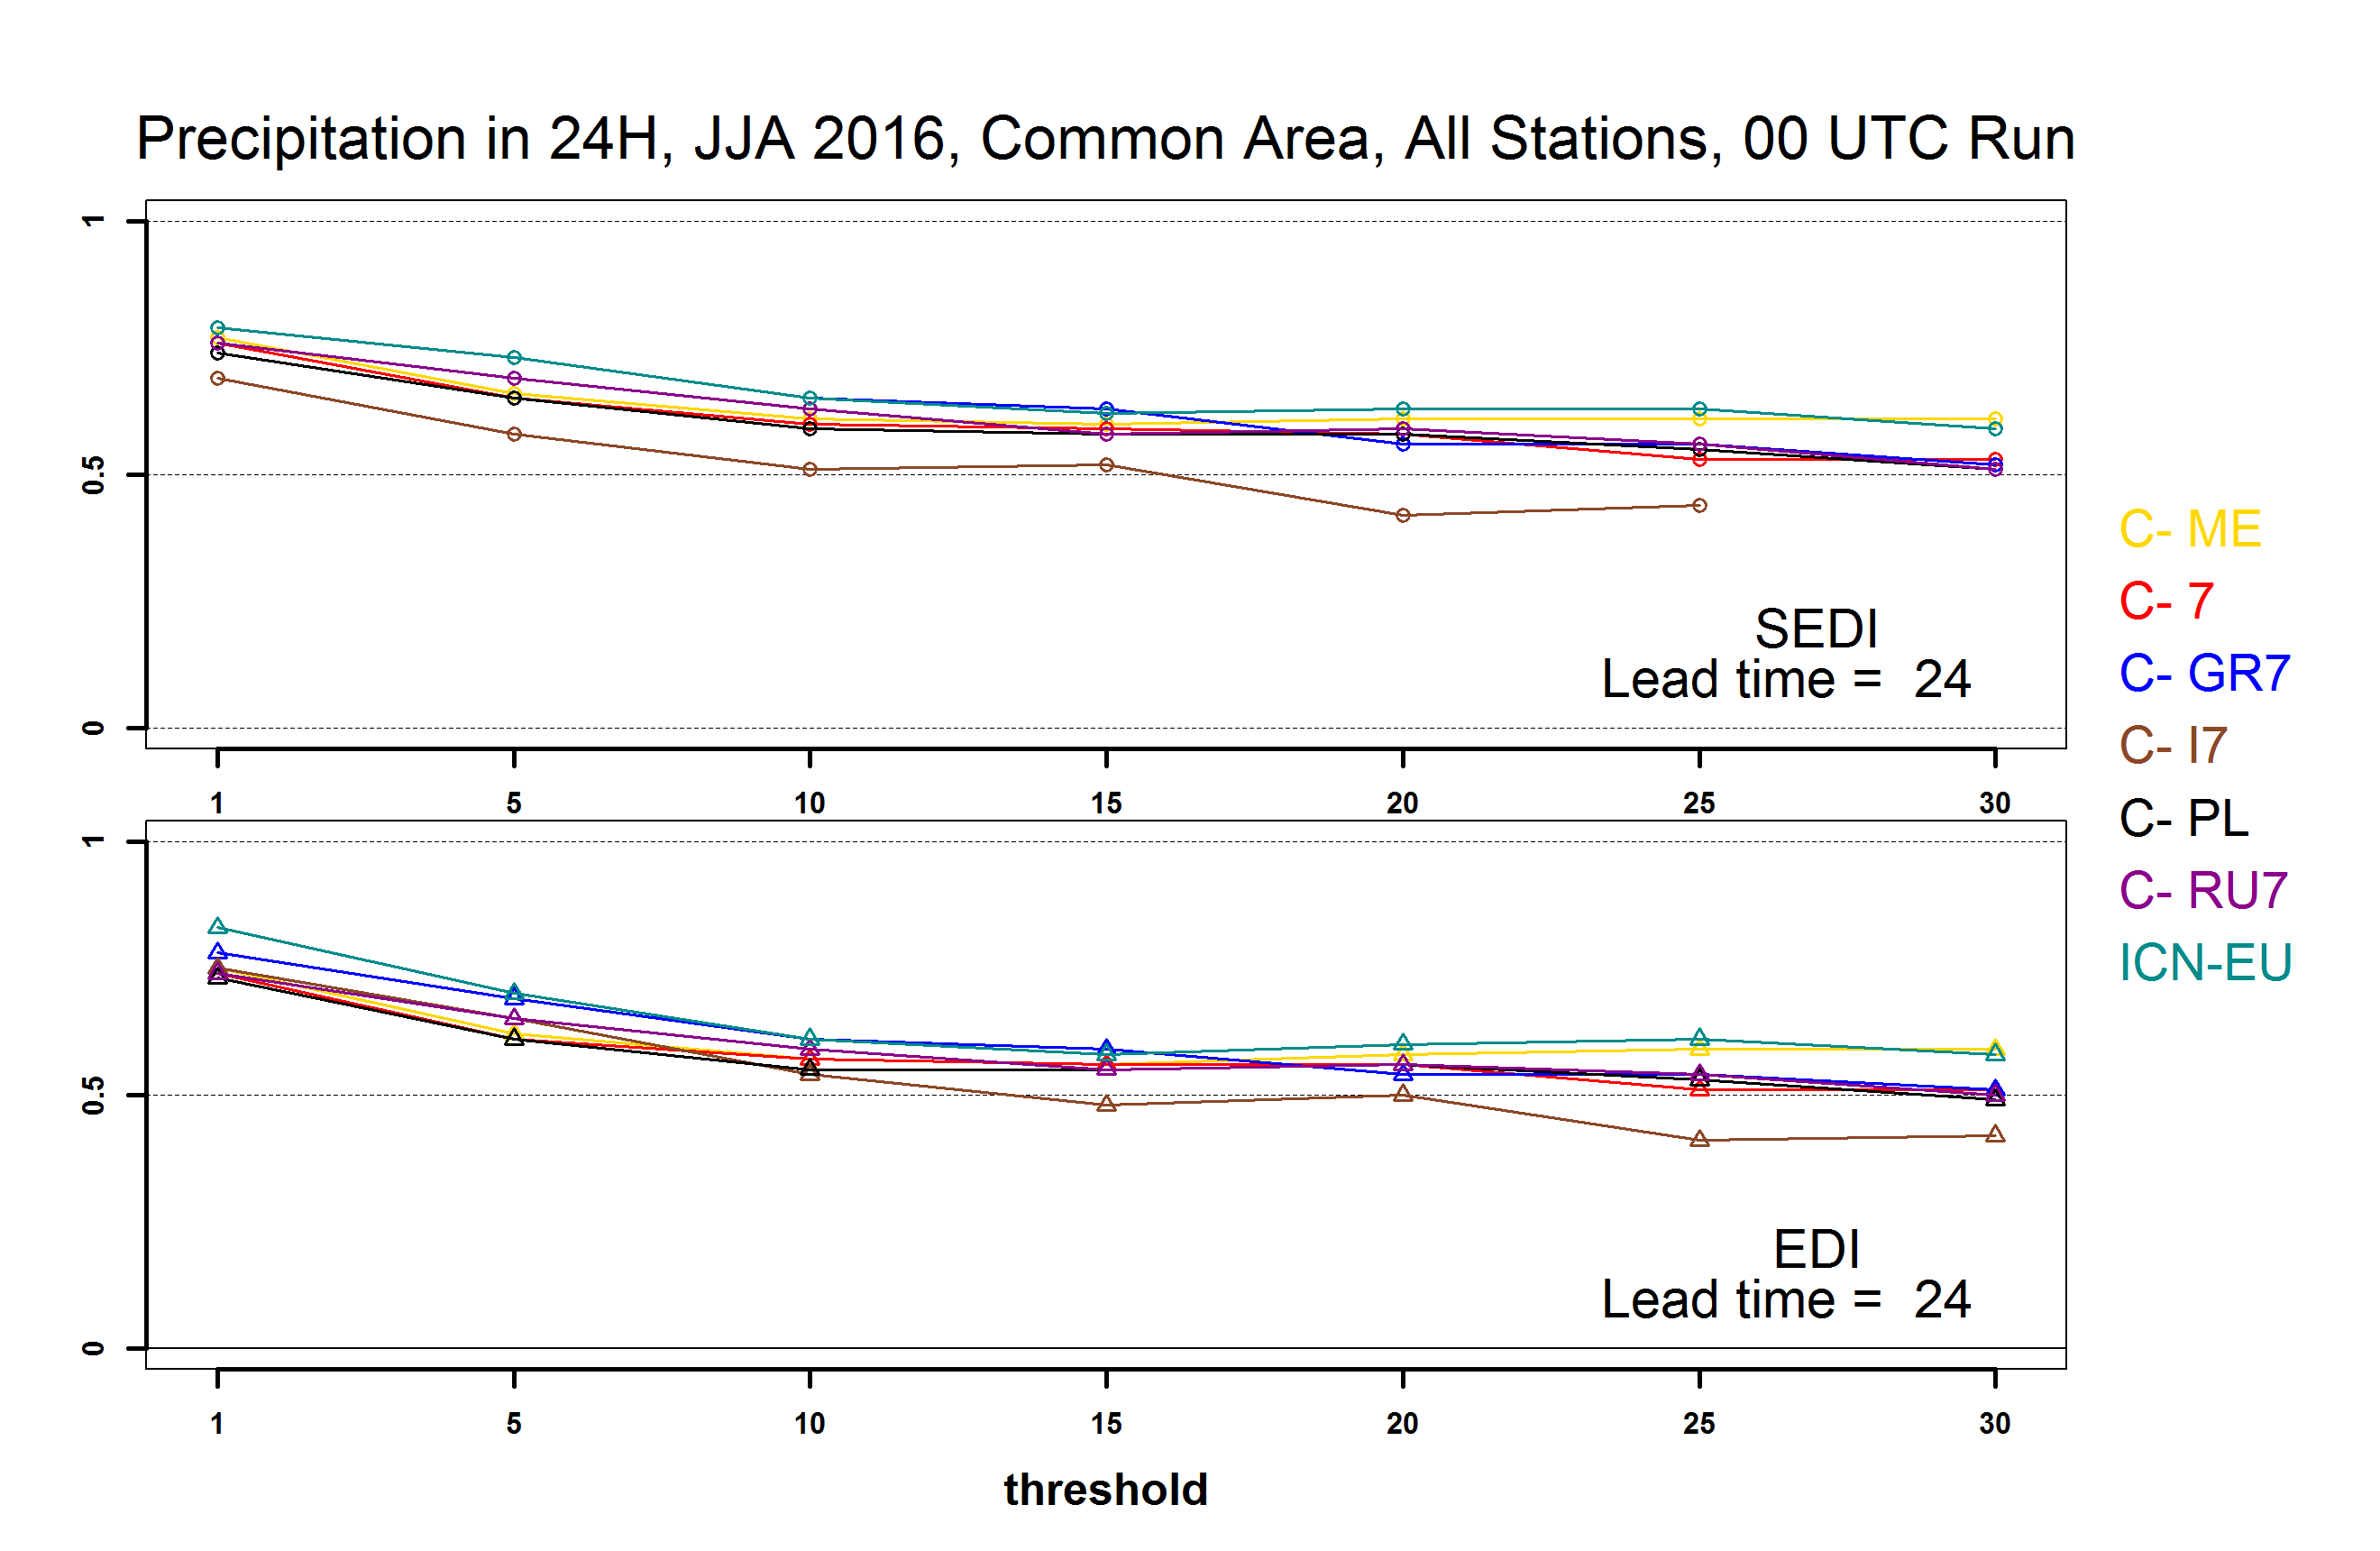 Precipitation in 24H, JJA 2016, Common Area, All Stations, 00 UTC Run
1
0.5
0
SEDI
Lead time = 24
1 5 10 15 20 25 30
1
0.5
0
EDI
Lead time = 24
1 5 10 15 20 25 30
threshold
C- ME
C- 7
C- GR7
C- I7
C- PL
C- RU7
ICN-EU